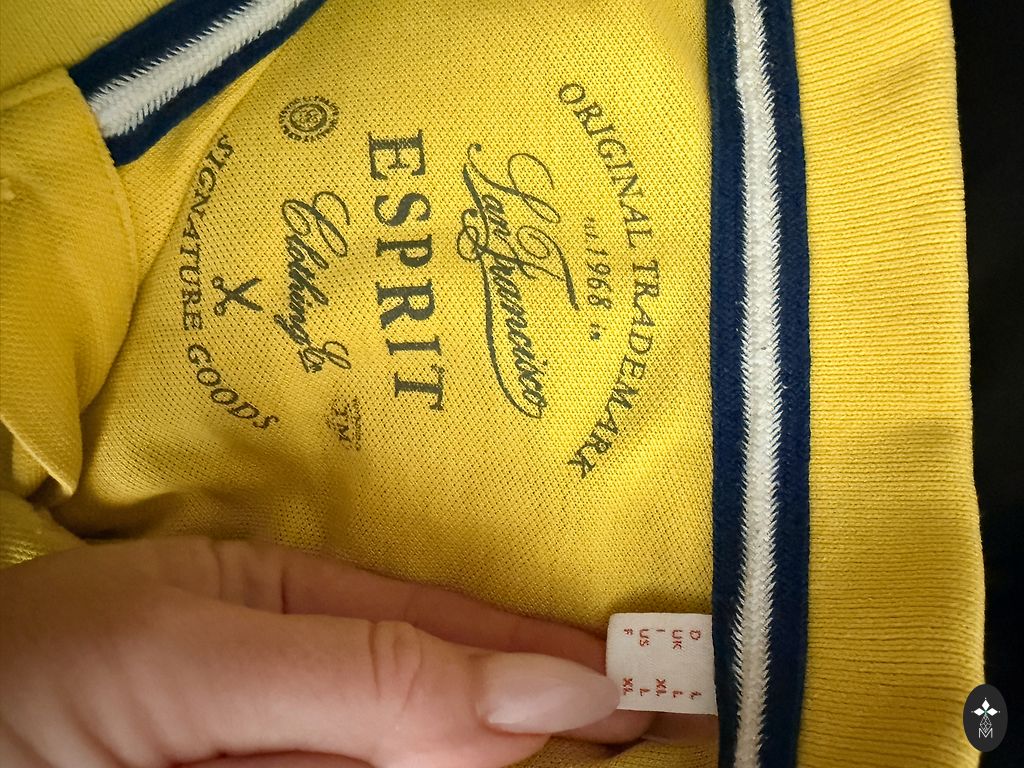 ORIGINAL TRADEMARK
est. 1968 in
San Francisco
ESPRIT
Clothing Co
TM
SIGNATURE GOODS
D L
UK L
I XL
US L
F XL
M